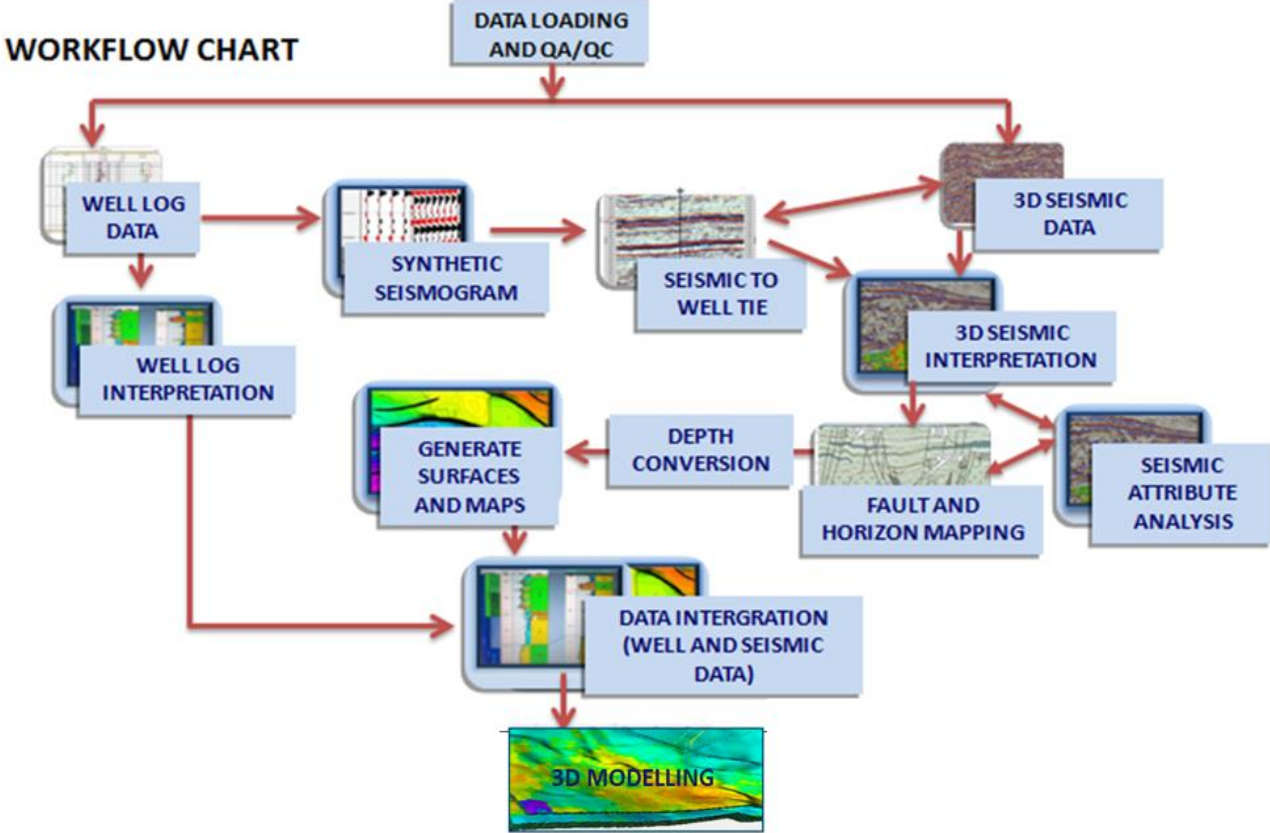 WORKFLOW CHART
DATA LOADING
AND QA/QC
WELL LOG
DATA
SYNTHETIC
SEISMOGRAM
SEISMIC TO
WELL TIE
3D SEISMIC
DATA
WELL LOG
INTERPRETATION
3D SEISMIC
INTERPRETATION
GENERATE
SURFACES
AND MAPS
DEPTH
CONVERSION
FAULT AND
HORIZON MAPPING
SEISMIC
ATTRIBUTE
ANALYSIS
DATA INTERGRATION
(WELL AND SEISMIC
DATA)
3D MODELLING